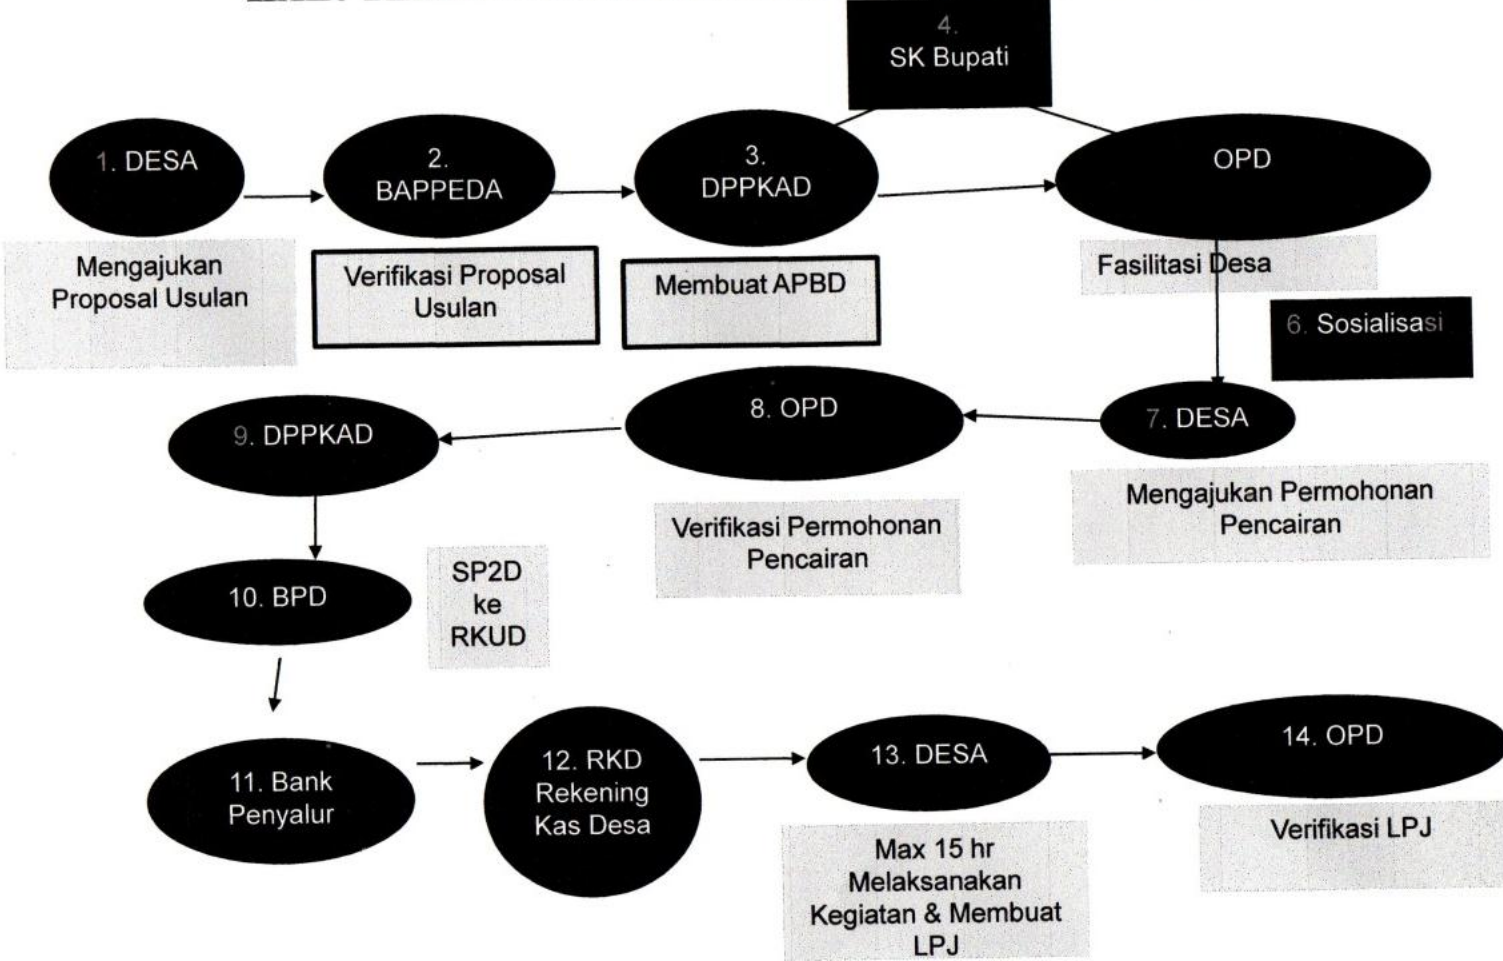 4.
SK Bupati
1. DESA
2.
BAPPEDA
3.
DPPKAD
OPD
Mengajukan
Proposal Usulan
Verifikasi Proposal
Usulan
Membuat APBD
Fasilitasi Desa
6. Sosialisasi
9. DPPKAD
8. OPD
7. DESA
Verifikasi Permohonan
Pencairan
Mengajukan Permohonan
Pencairan
10. BPD
SP2D
ke
RKUD
11. Bank
Penyalur
12. RKD
Rekening
Kas Desa
13. DESA
14. OPD
Max 15 hr
Melaksanakan
Kegiatan & Membuat
LPJ
Verifikasi LPJ